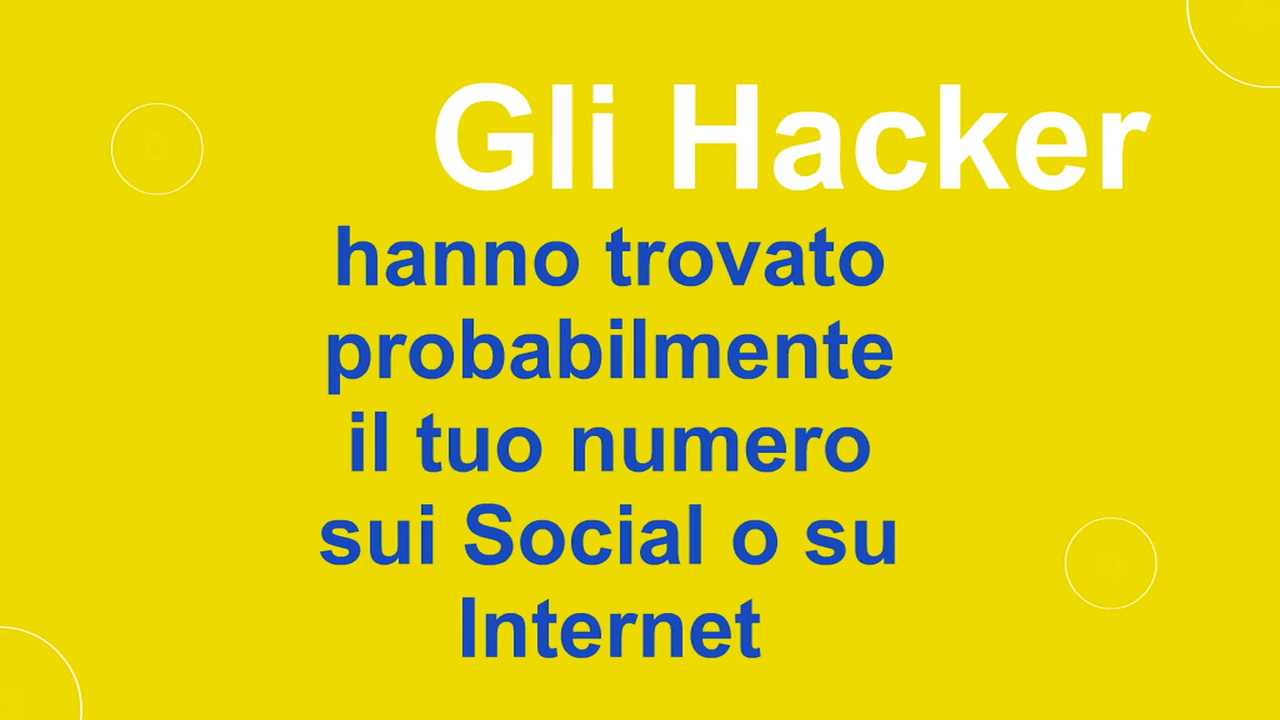 Gli Hacker
hanno trovato
probabilmente
il tuo numero
sui Social o su
Internet